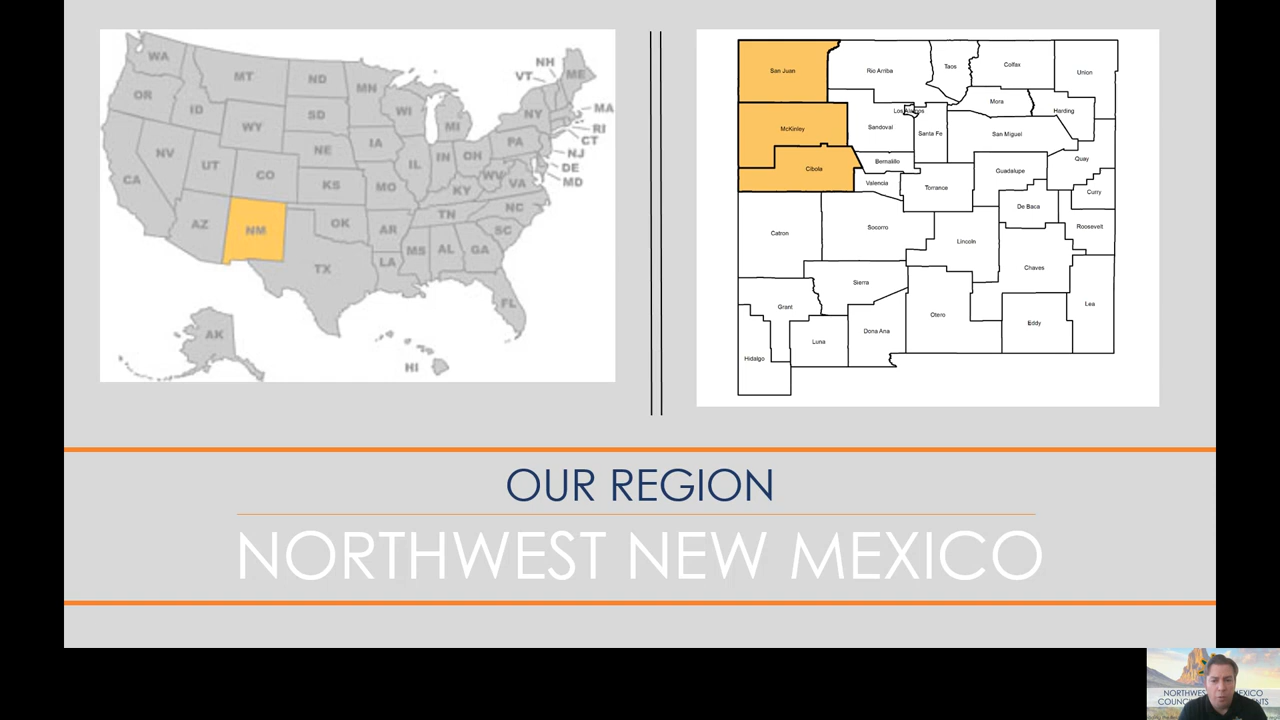 WA
MT
ND
MN
OR
ID
WY
SD
WI
MI
NV
UT
CO
NE
IA
IL
IN
OH
PA
NY
VT
NH
ME
MA
RI
CT
NJ
DE
MD
CA
AZ
NM
KS
MO
KY
WV
VA
OK
AR
TN
NC
SC
TX
LA
MS
AL
GA
FL
AK
HI
San Juan
Rio Arriba
Taos
Colfax
Union
Mora
Harding
Los Alamos
McKinley
Sandoval
Santa Fe
San Miguel
Quay
Cibola
Bernalillo
Guadalupe
Valencia
Torrance
Curry
De Baca
Roosevelt
Catron
Socorro
Lincoln
Chaves
Sierra
Grant
Otero
Lea
Eddy
Luna
Dona Ana
Hidalgo
OUR REGION
NORTHWEST NEW MEXICO